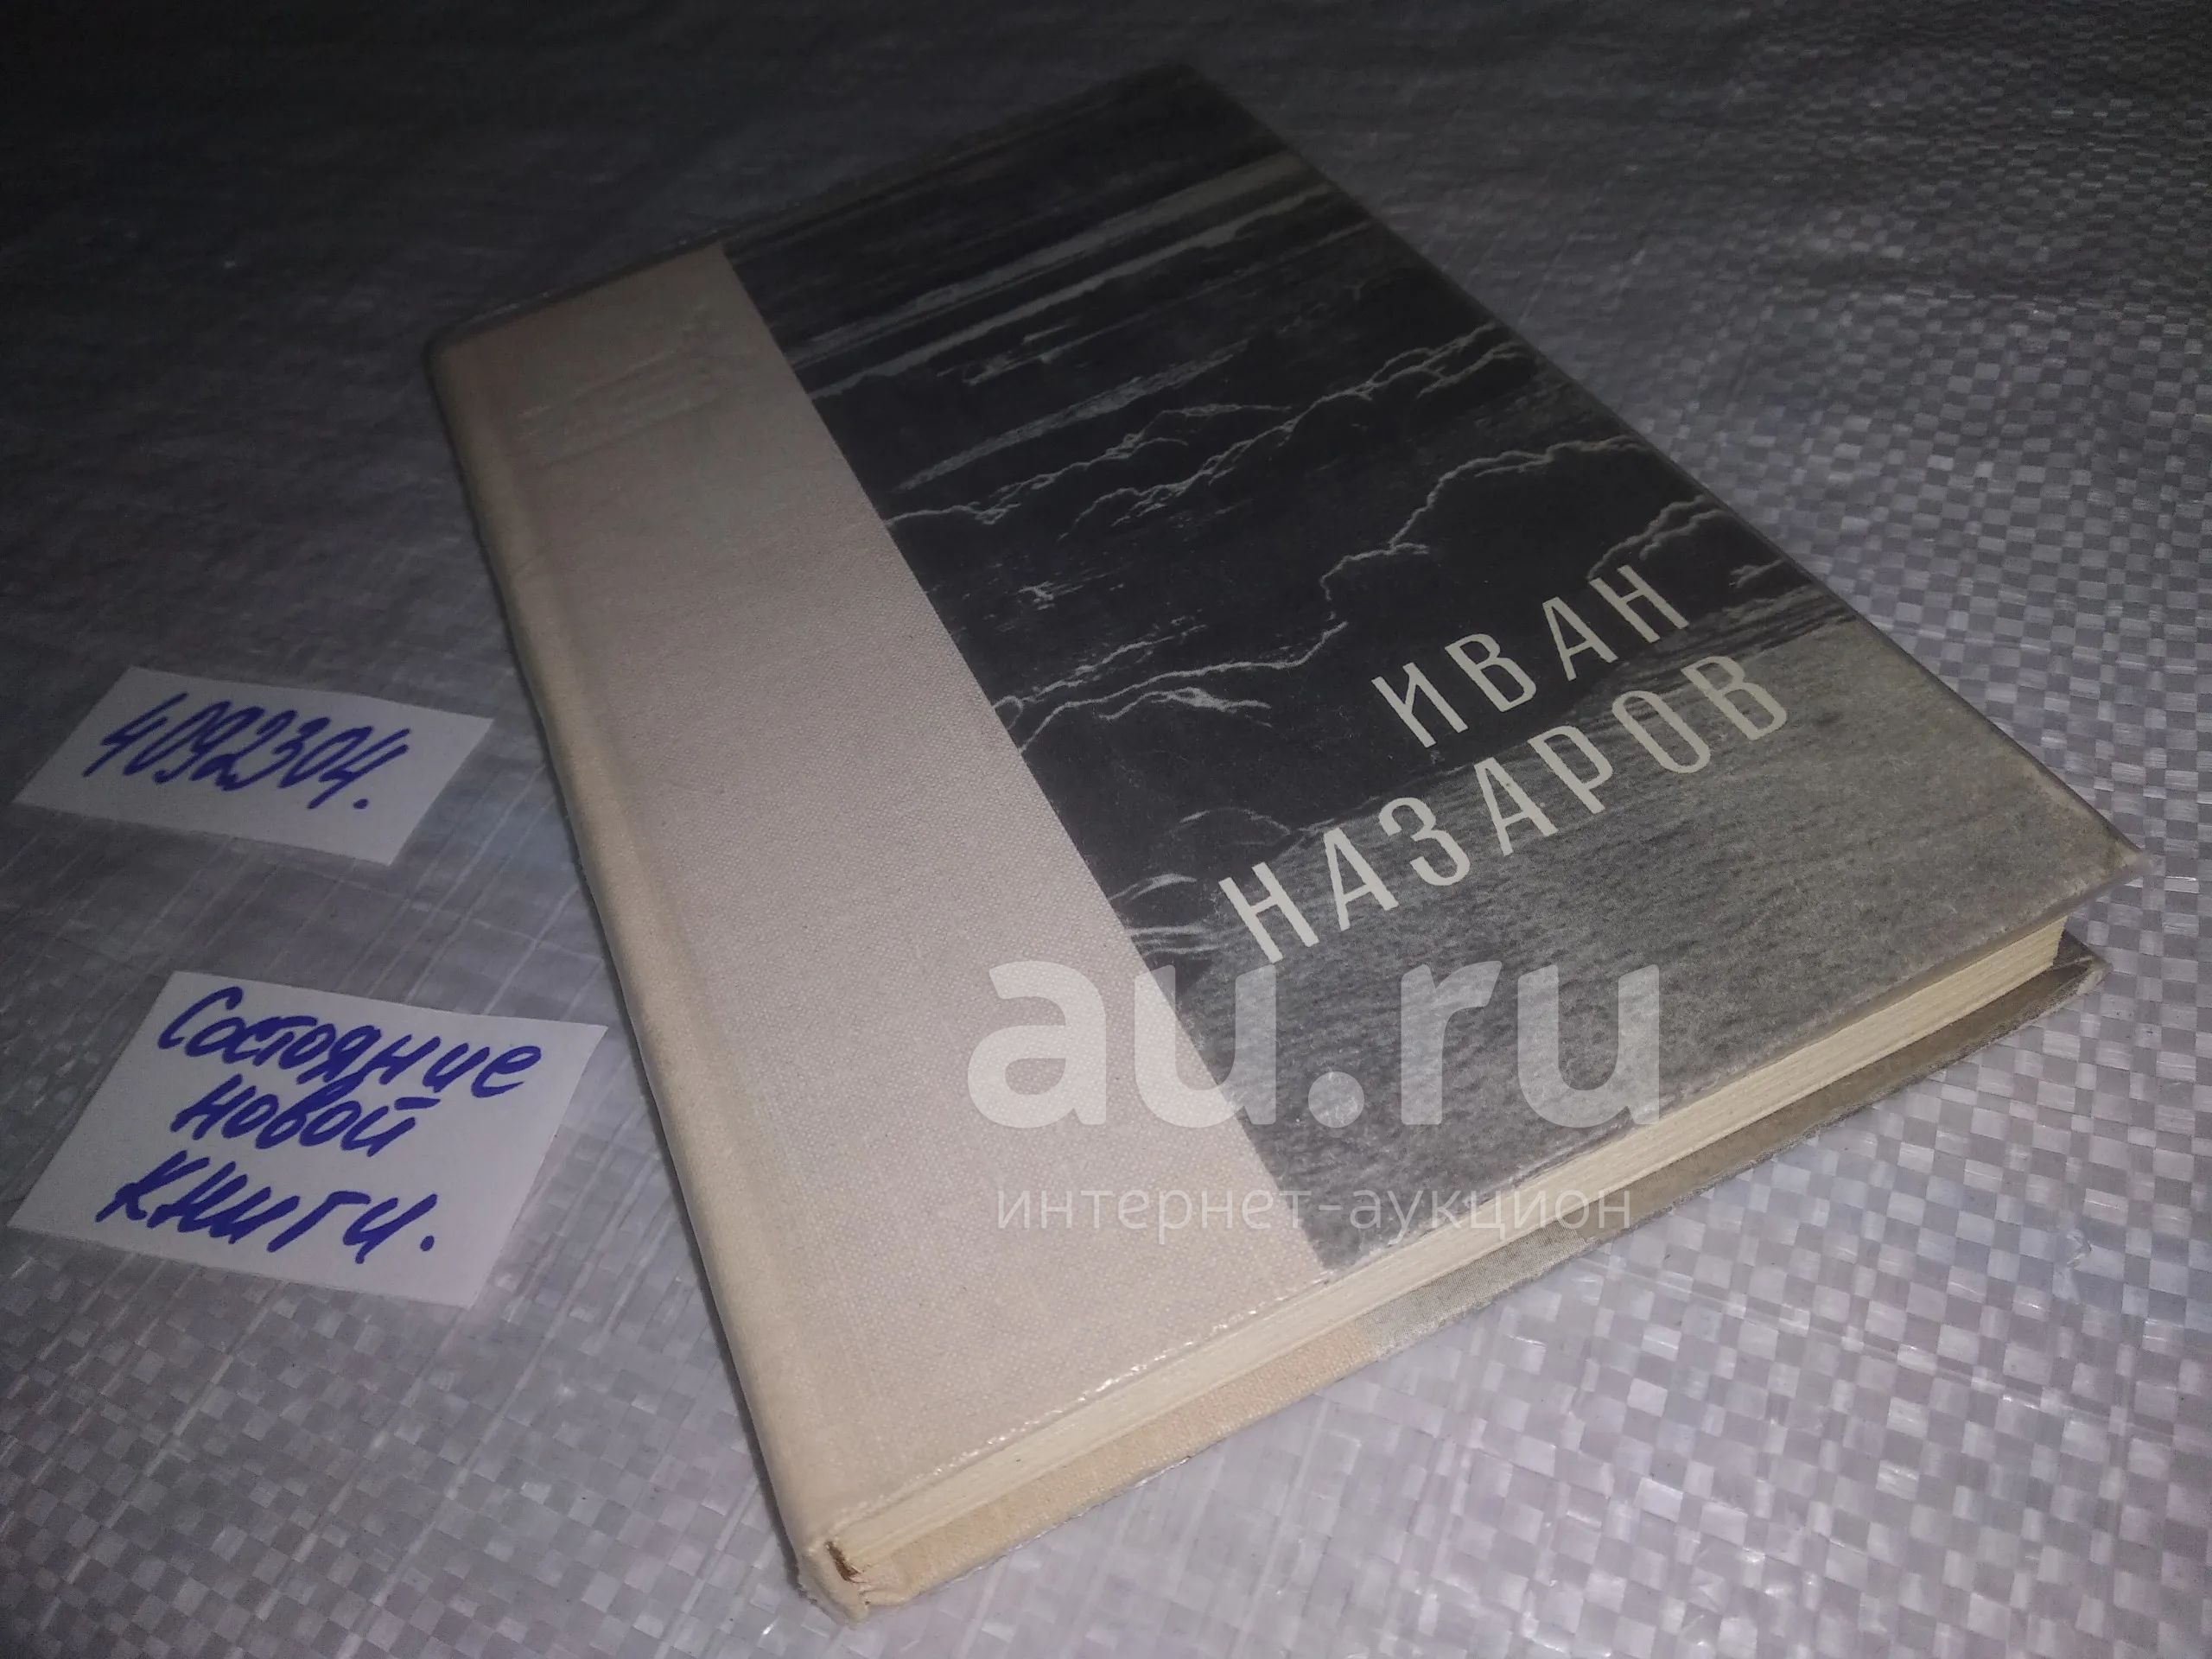 ИВАН
НАЗАРОВ
4092304.
Состояние
новой
книги.
au.ru
интернет-аукцион